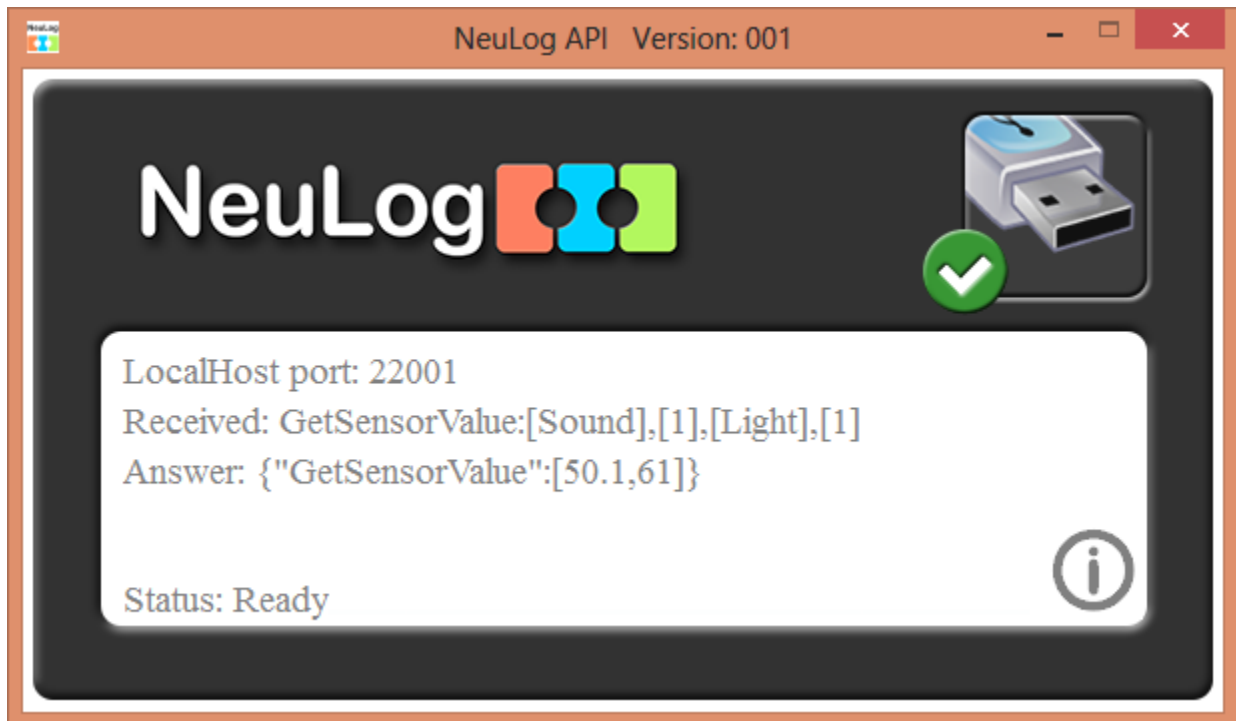 NeuLog API Version: 001
NeuLog
LocalHost port: 22001
Received: GetSensorValue:[Sound],[1],[Light],[1]
Answer: {"GetSensorValue":[50.1,61]}
Status: Ready